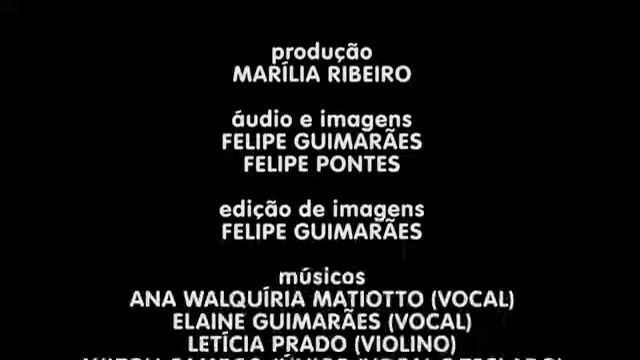 produção
MARÍLIA RIBEIRO
áudio e imagens
FELIPE GUIMARÃES
FELIPE PONTES
edição de imagens
FELIPE GUIMARÃES
músicas
ANA WALQUÍRIA MATIOTTO (VOCAL)
ELAINE GUIMARÃES (VOCAL)
LETÍCIA PRADO (VIOLINO)